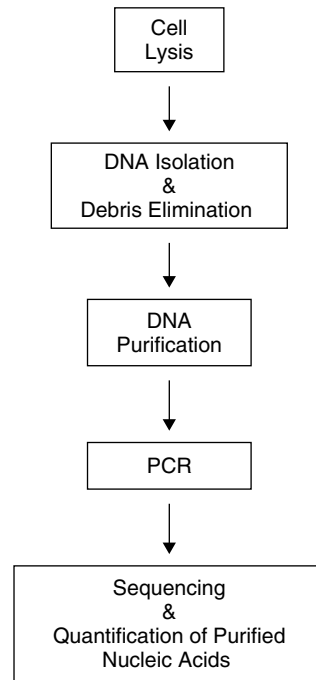 Cell
Lysis
DNA Isolation
&
Debris Elimination
DNA
Purification
PCR
Sequencing
&
Quantification of Purified
Nucleic Acids